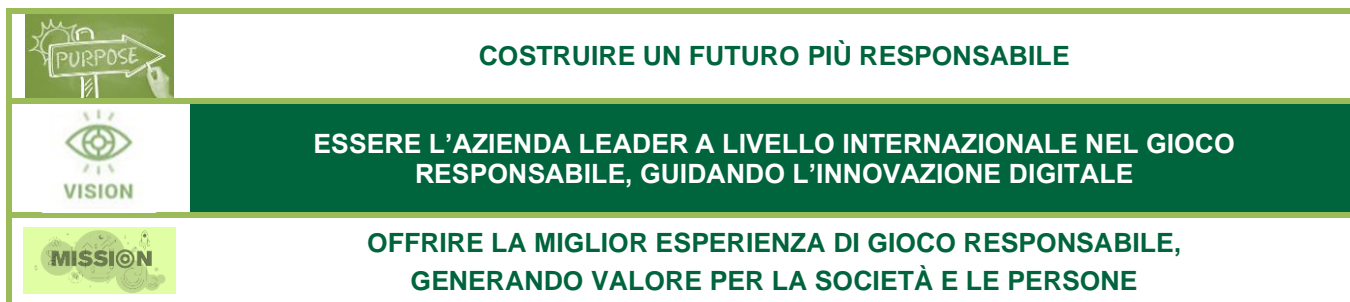 PURPOSE
COSTRUIRE UN FUTURO PIÙ RESPONSABILE
VISION
ESSERE L'AZIENDA LEADER A LIVELLO INTERNAZIONALE NEL GIOCO
RESPONSABILE, GUIDANDO L'INNOVAZIONE DIGITALE
MISSION
OFFRIRE LA MIGLIOR ESPERIENZA DI GIOCO RESPONSABILE,
GENERANDO VALORE PER LA SOCIETÀ E LE PERSONE